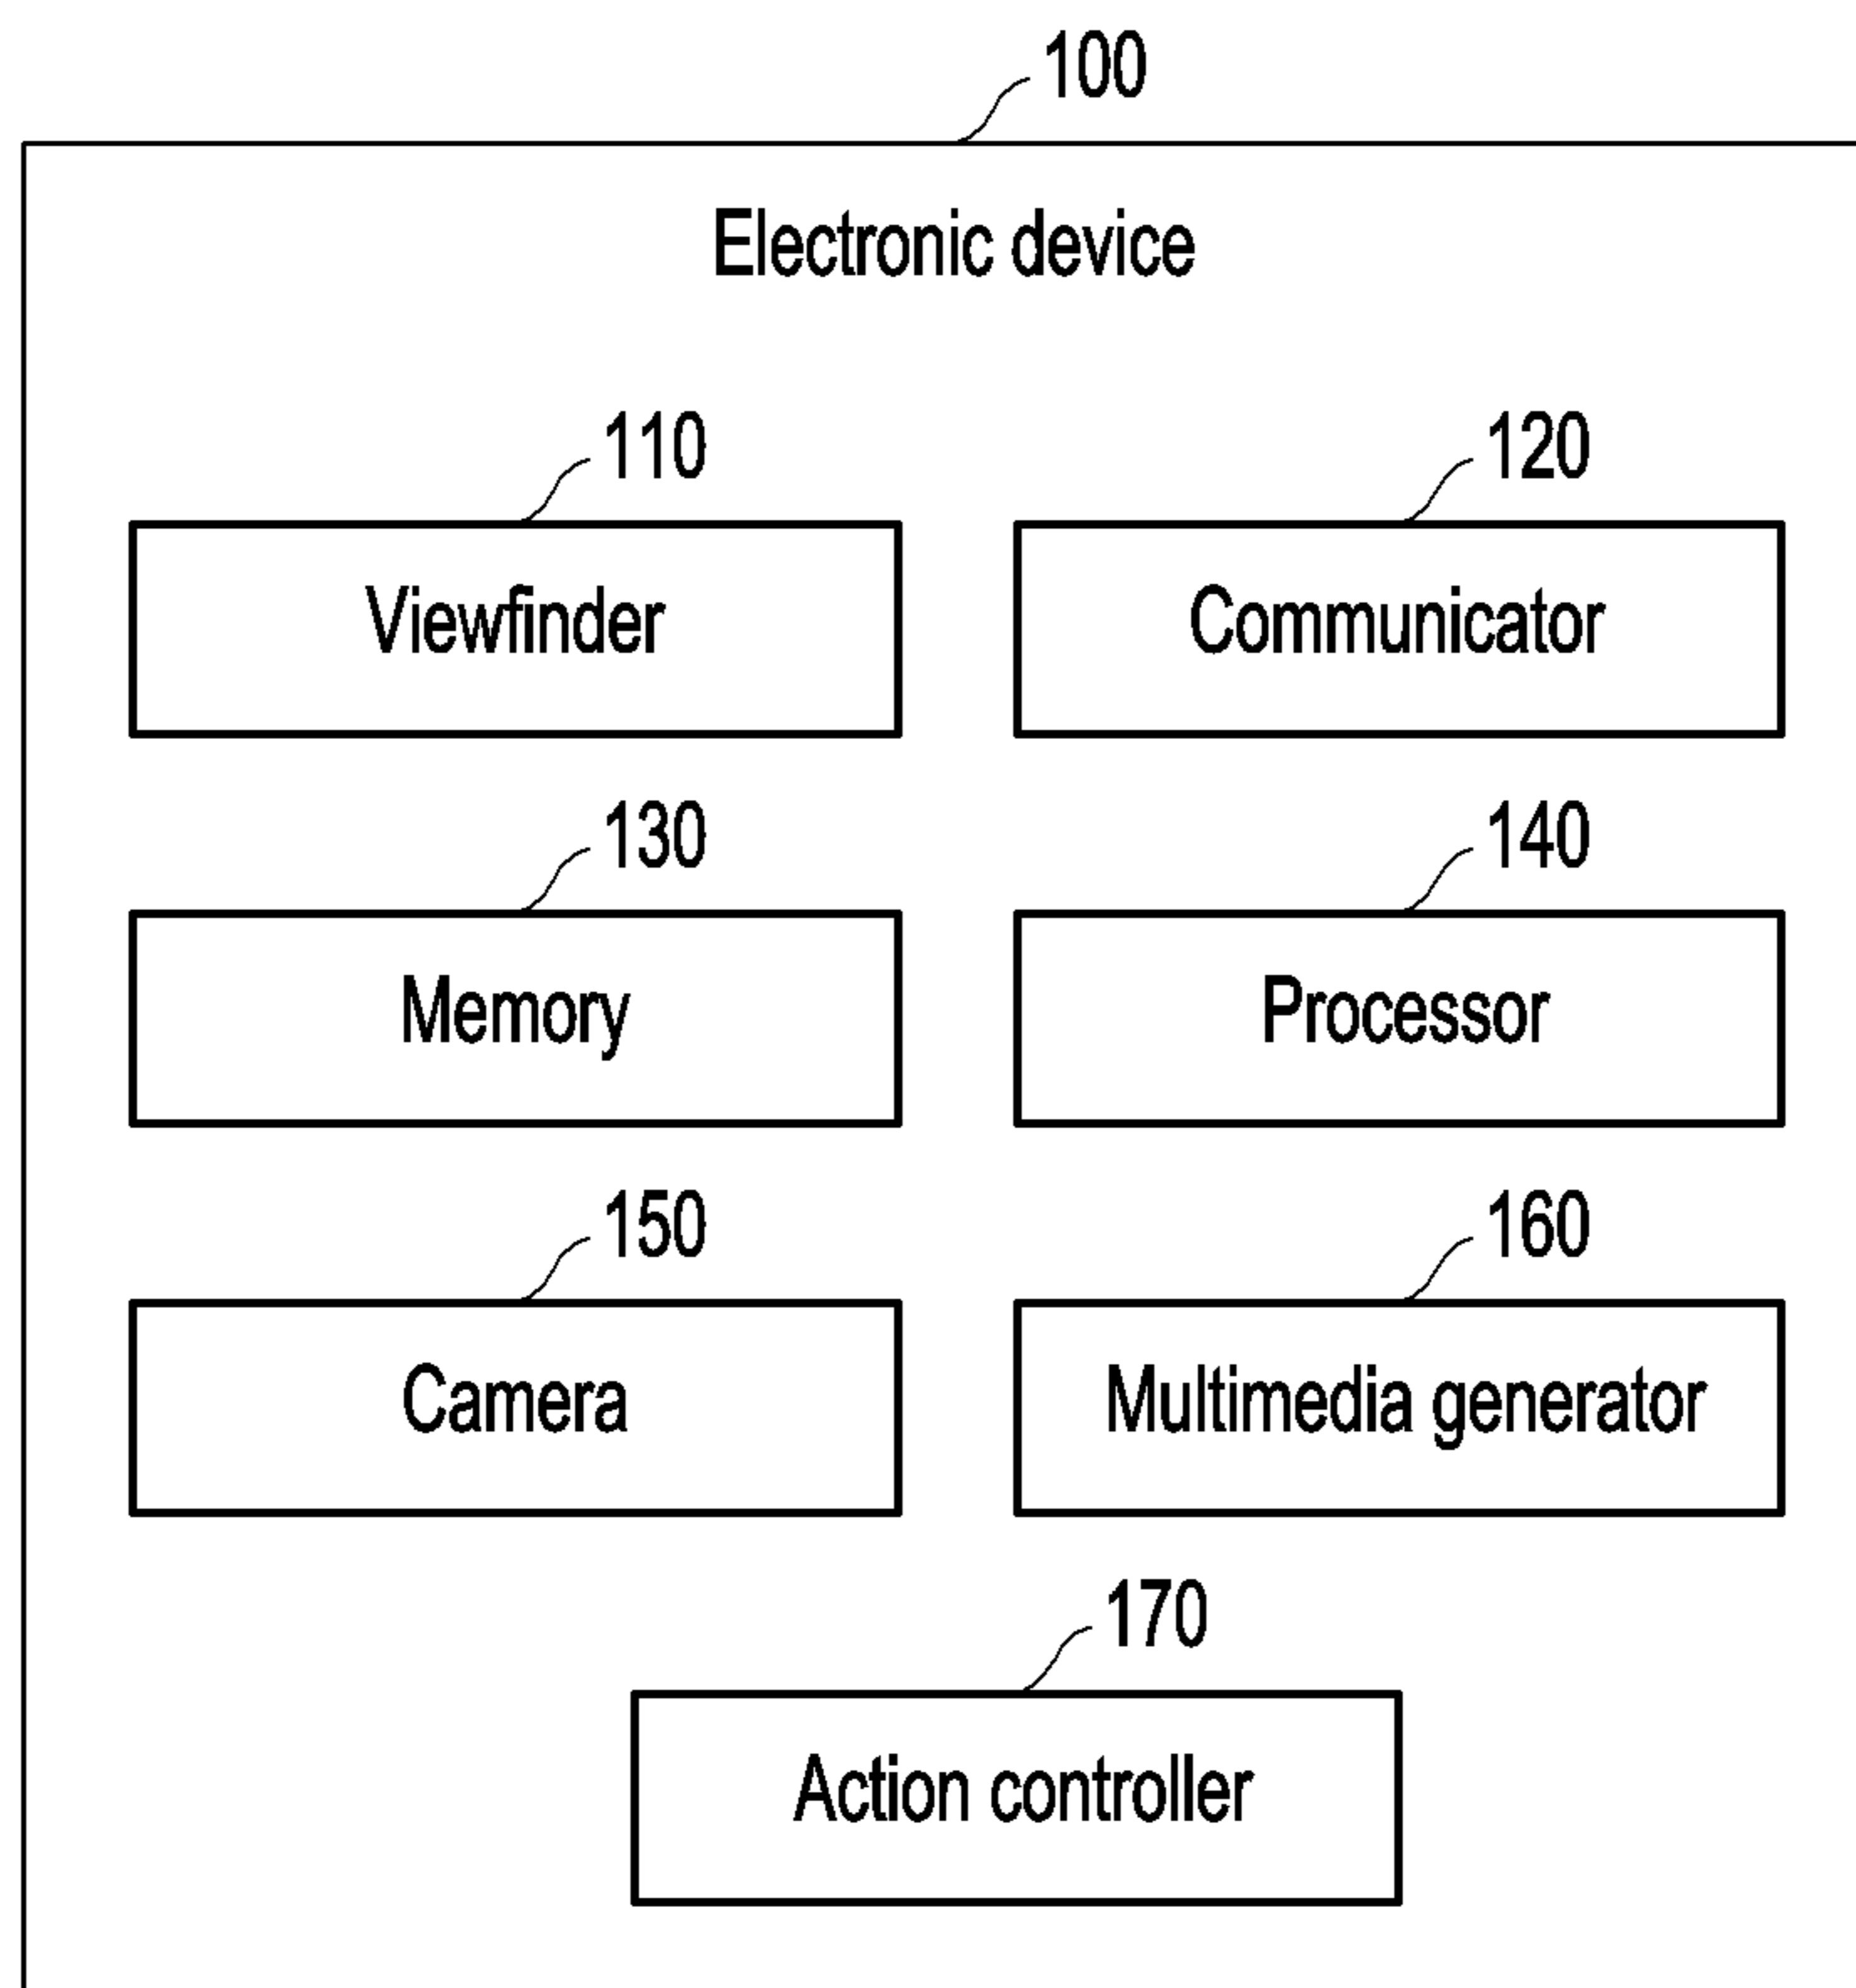 100
Electronic device
110
120
Viewfinder
Communicator
130
140
Memory
Processor
150
160
Camera
Multimedia generator
170
Action controller